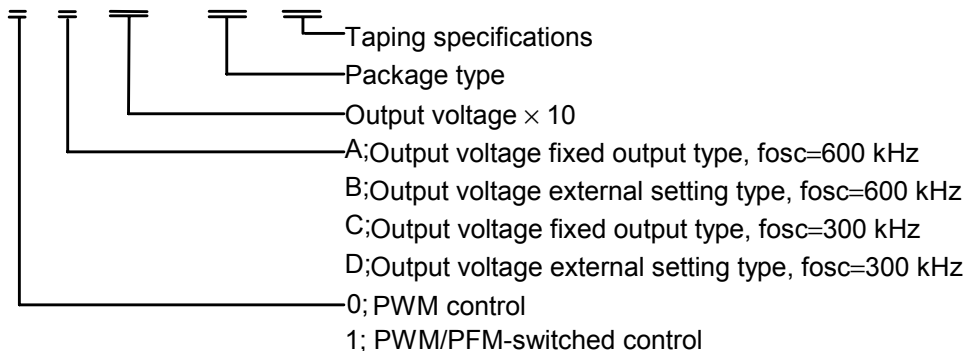 Taping specifications
Package type
Output voltage × 10
A;Output voltage fixed output type, fosc=600 kHz
B;Output voltage external setting type, fosc=600 kHz
C;Output voltage fixed output type, fosc=300 kHz
D;Output voltage external setting type, fosc=300 kHz
0; PWM control
1; PWM/PFM-switched control